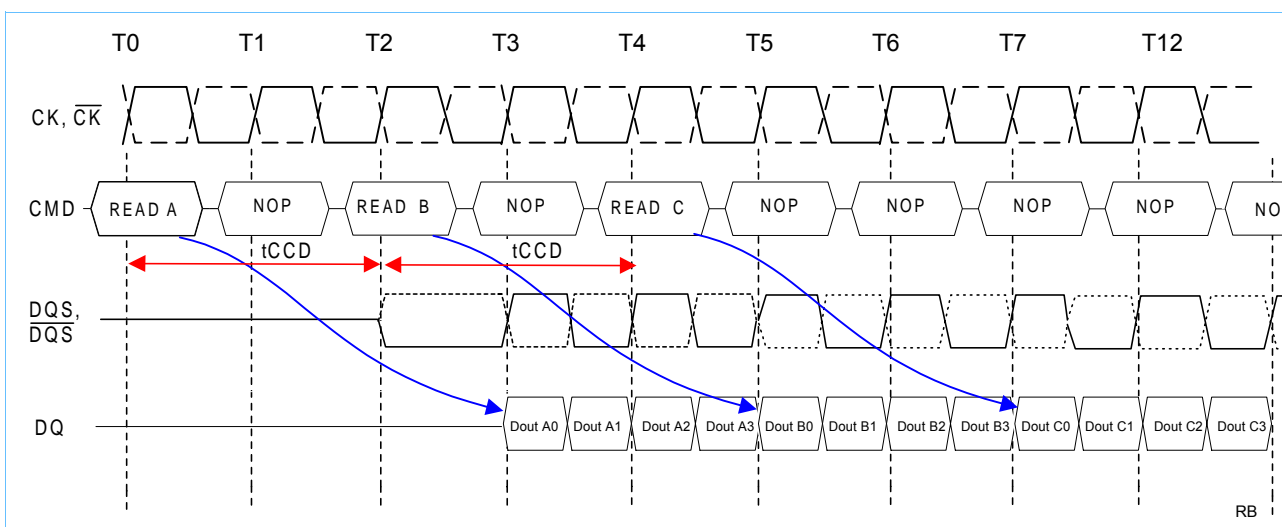 T0 T1 T2 T3 T4 T5 T6 T7 T12
CK, CK
CMD READ A NOP READ B NOP READ C NOP NOP NOP NOP NO
tCCD tCCD
DQS,
DQS
DQ Dout A0 Dout A1 Dout A2 Dout A3 Dout B0 Dout B1 Dout B2 Dout B3 Dout C0 Dout C1 Dout C2 Dout C3
RB